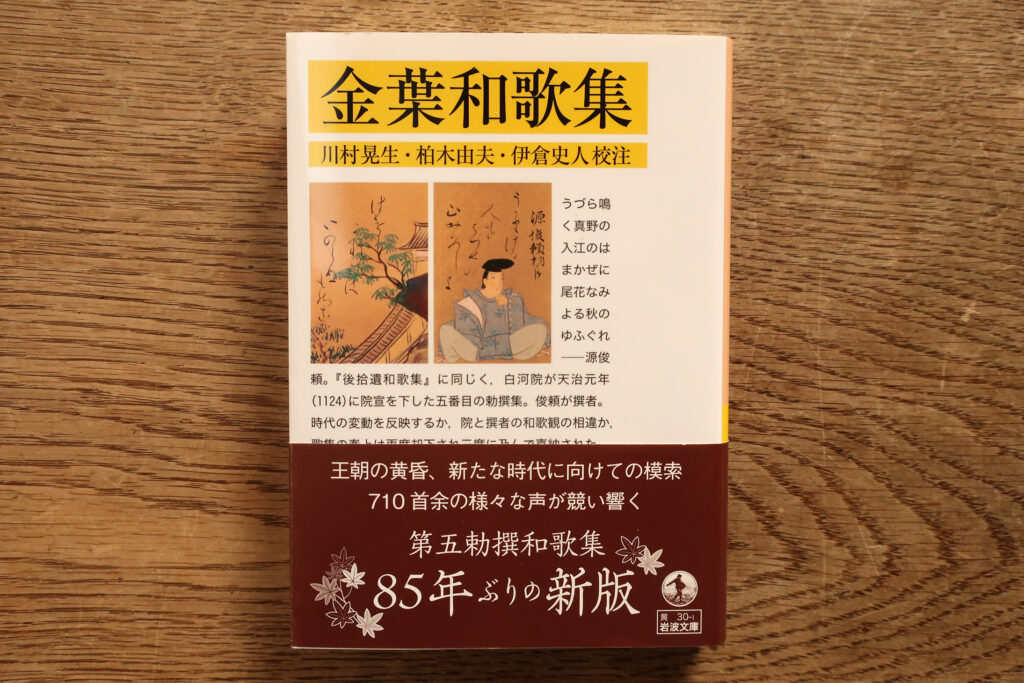 金葉和歌集
川村晃生・柏木由夫・伊倉史人校注
源俊頼朝臣
うづら鳴
く真野の
入江のは
まかぜに
尾花なみ
よる秋の
ゆふぐれ
──源俊
頼。『後拾遺和歌集』に同じく，白河院が天治元年
(1124)に院宣を下した五番目の勅撰集。俊頼が撰者。
時代の変動を反映するか，院と撰者の和歌観の相違か，
王朝の黄昏、新たな時代に向けての模索
710首余の様々な声が競い響く
第五勅撰和歌集
85年ぶりの新版
黄 30-1
岩波文庫